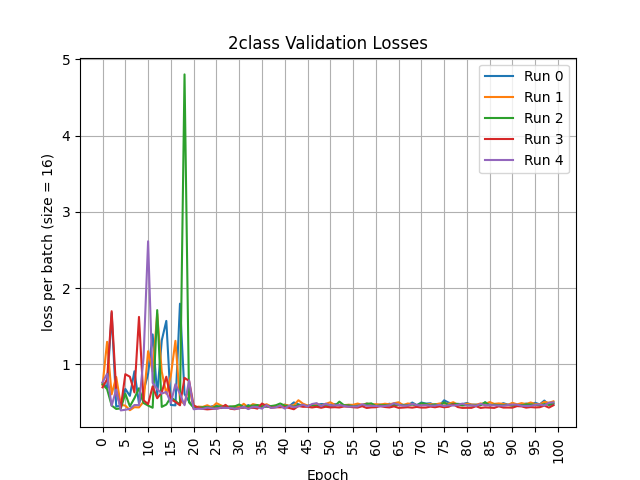 2class Validation Losses
loss per batch (size = 16)
5
4
3
2
1
Run 0
Run 1
Run 2
Run 3
Run 4
0 5 10 15 20 25 30 35 40 45 50 55 60 65 70 75 80 85 90 95 100
Epoch